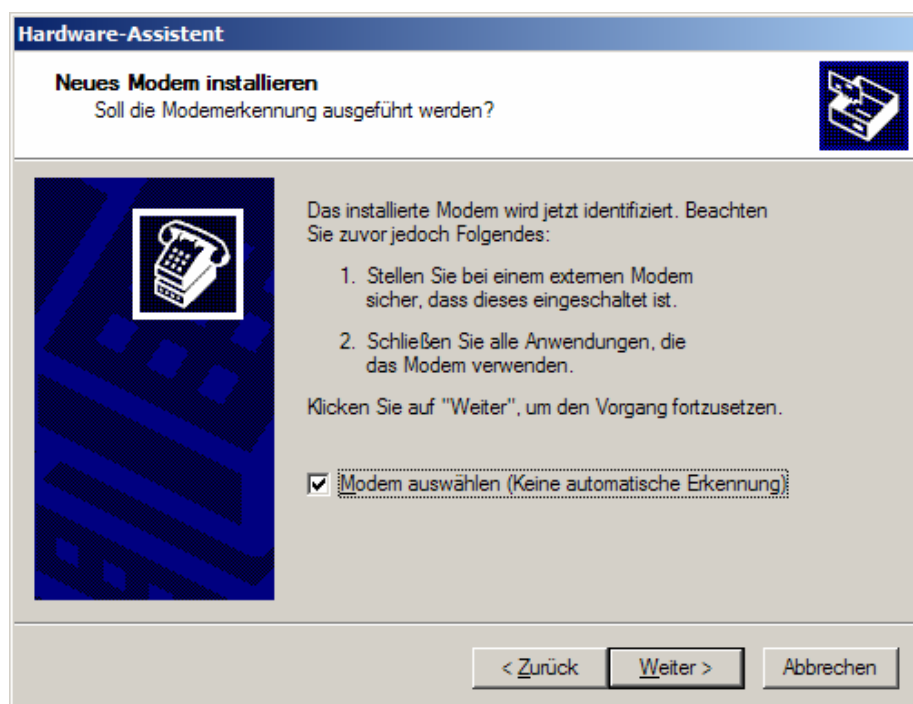 Hardware-Assistent
Neues Modem installieren
Soll die Modemerkennung ausgeführt werden?
Das installierte Modem wird jetzt identifiziert. Beachten
Sie zuvor jedoch Folgendes:
1. Stellen Sie bei einem externen Modem
sicher, dass dieses eingeschaltet ist.
2. Schließen Sie alle Anwendungen, die
das Modem verwenden.
Klicken Sie auf "Weiter", um den Vorgang fortzusetzen.
Modem auswählen (Keine automatische Erkennung)
< Zurück Weiter > Abbrechen